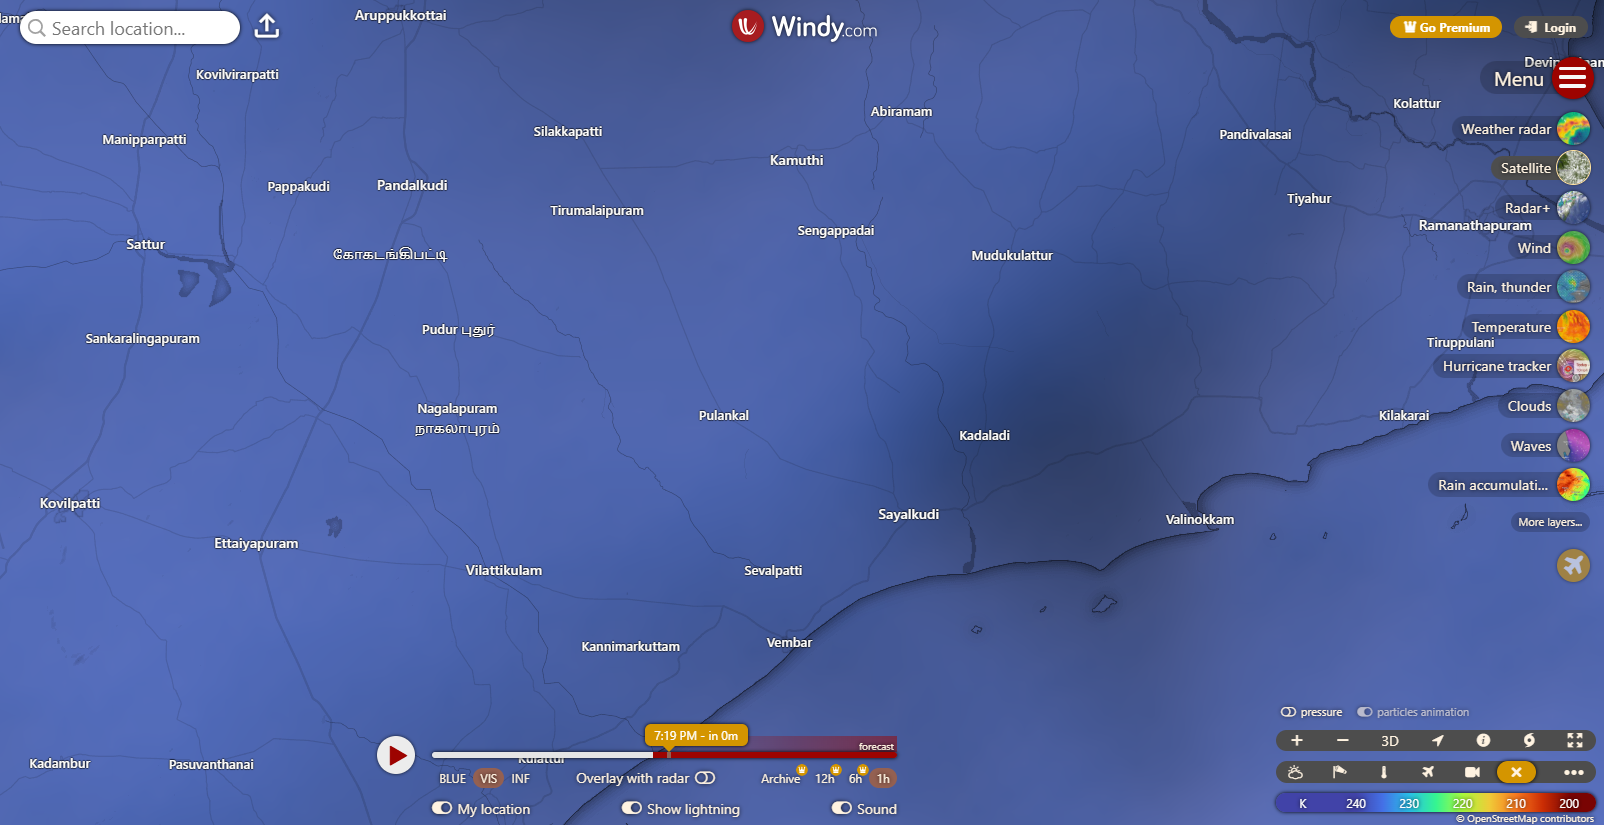 Aruppukkottai
Search location...
Windy.com
Go Premium
Login
Menu
Kovilvirarpatti
Kolattur
Abiramam
Silakkapatti
Pandivalasai
Weather radar
Manipparpatti
Kamuthi
Satellite
Pappakudi
Pandalkudi
Tiyahur
Tirumalaipuram
Radar+
Ramanathapuram
Sengappadai
Sattur
Wind
கோகடங்கிபட்டி
Mudukulattur
Rain, thunder
Pudur புதுர்
Temperature
Sankaralingapuram
Tiruppulani
Hurricane tracker
Nagalapuram
நாகலாபுரம்
Clouds
Pulankal
Kilakarai
Kadaladi
Waves
Rain accumulati...
Kovilpatti
Sayalkudi
Valinokkam
More layers...
Ettaiyapuram
Vilattikulam
Sevalpatti
Kannimarkuttam
Vembar
pressure
particles animation
7:19 PM - in 0m
forecast
3D
Kadambur
Pasuvanthanai
Kulattur
BLUE VIS INF
Overlay with radar
Archive 12h 6h 1h
My location
Show lightning
Sound
K 240 230 220 210 200
© OpenStreetMap contributors